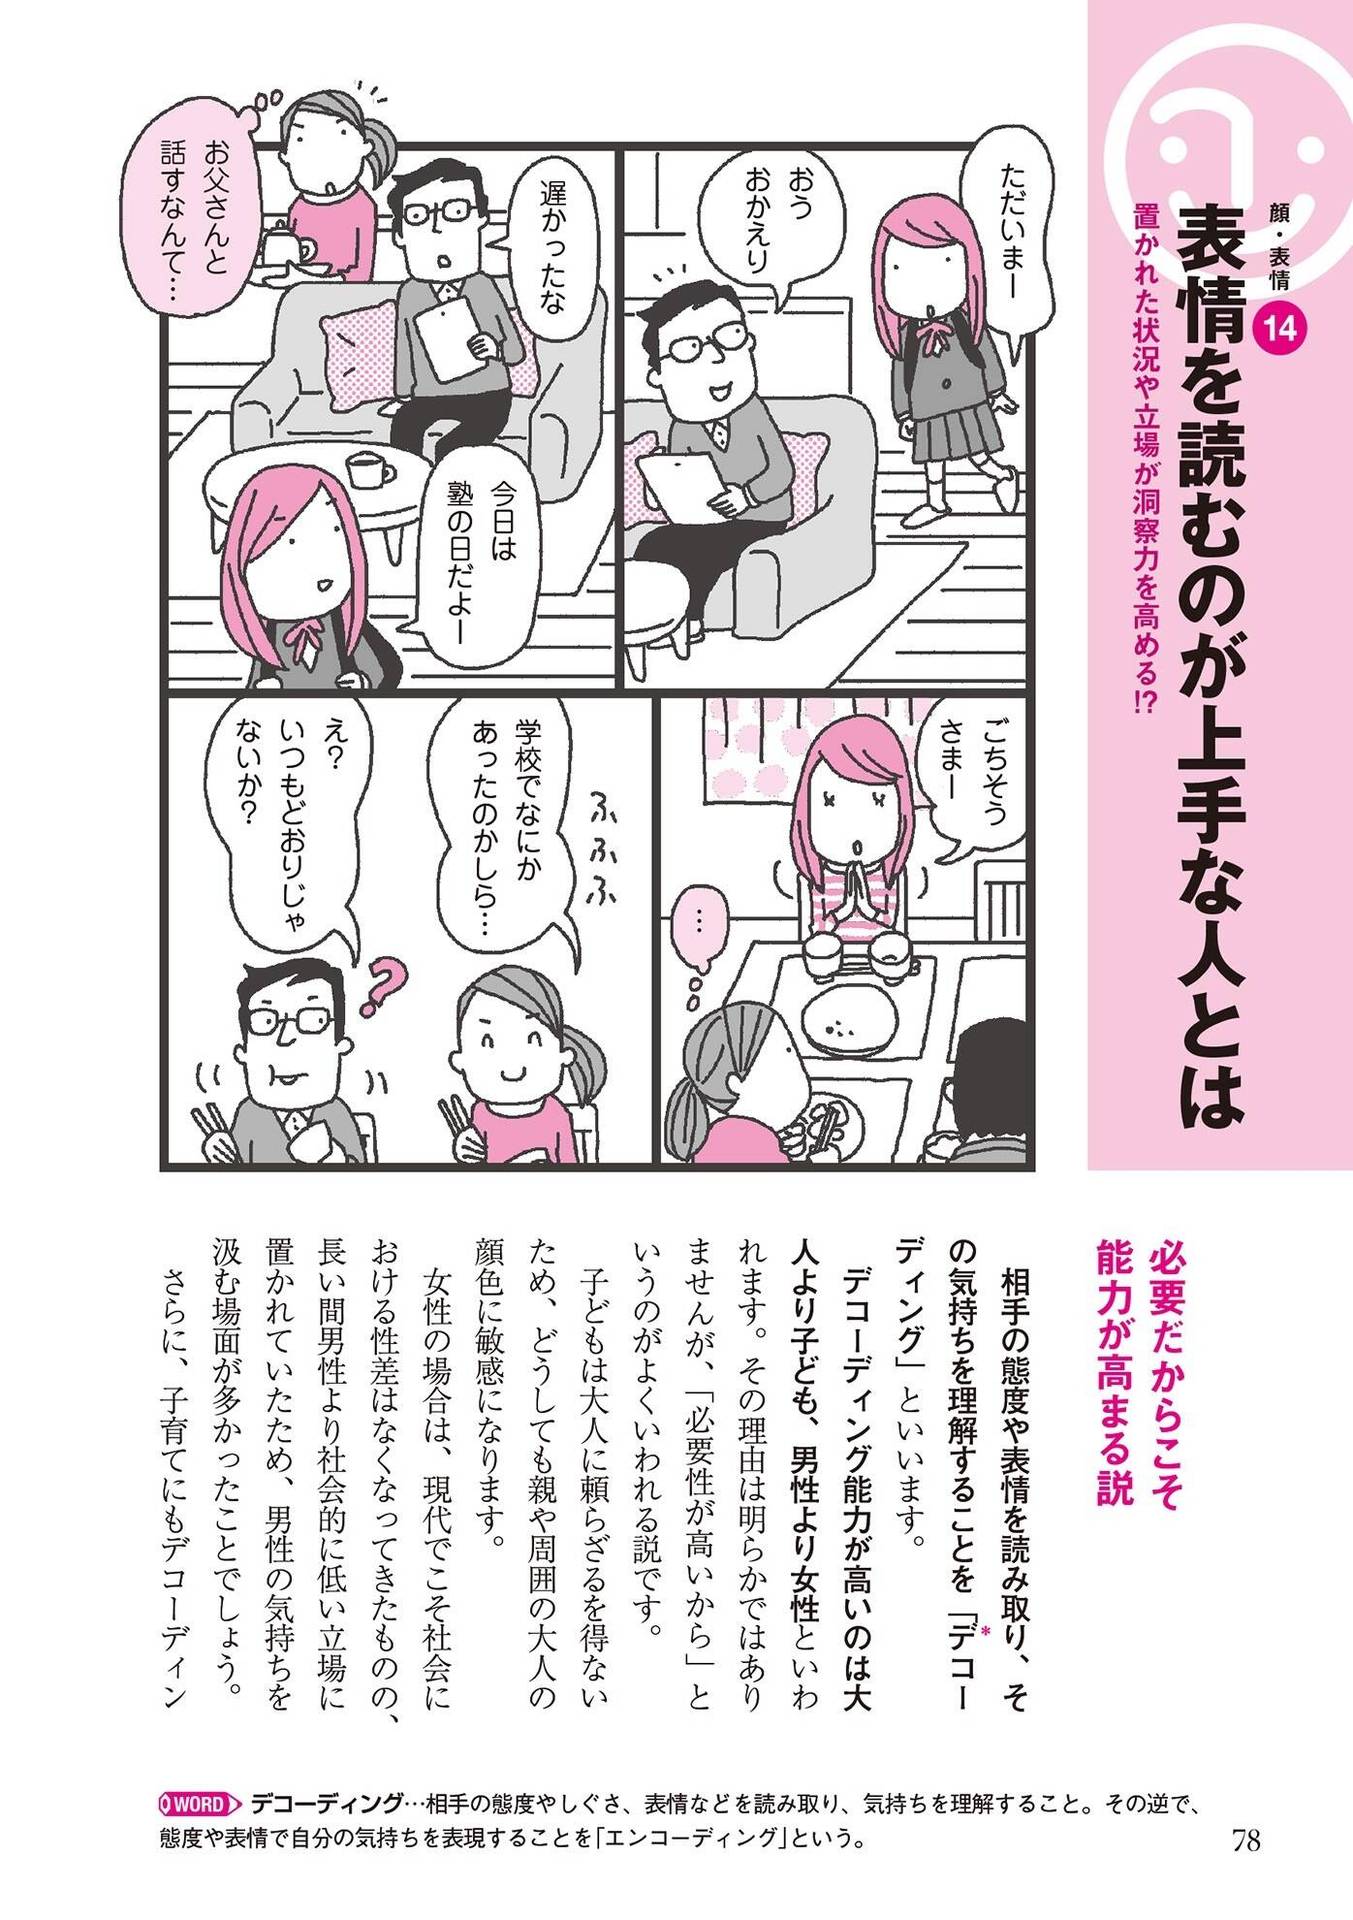 顔・表情
14
表情を読むのが上手な人とは
置かれた状況や立場が洞察力を高める!?
ただいまー
おう
おかえり
遅かったな
お父さんと
話すなんて…
今日は
塾の日だよー
ごちそう
さまー
…
ふふふ
学校でなにか
あったのかしら…
え?
いつもどおりじゃ
ないか?
?
必要だからこそ
能力が高まる説
相手の態度や表情を読み取り、そ
の気持ちを理解することを「デコー
*
ディング」といいます。
デコーディング能力が高いのは大
人より子ども、男性より女性といわ
れます。その理由は明らかではあり
ませんが、「必要性が高いから」と
いうのがよくいわれる説です。
子どもは大人に頼らざるを得ない
ため、どうしても親や周囲の大人の
顔色に敏感になります。
女性の場合は、現代でこそ社会に
おける性差はなくなってきたものの、
長い間男性より社会的に低い立場に
置かれていたため、男性の気持ちを
汲む場面が多かったことでしょう。
さらに、子育てにもデコーディン
WORD デコーディング…相手の態度やしぐさ、表情などを読み取り、気持ちを理解すること。その逆で、
態度や表情で自分の気持ちを表現することを「エンコーディング」という。
78